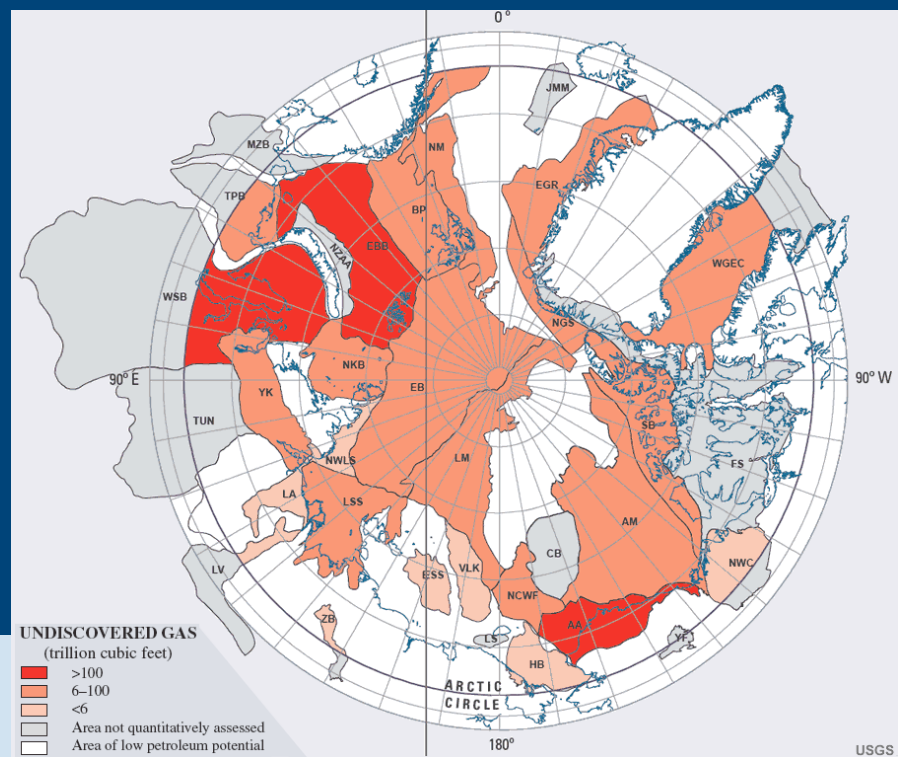 0°
JMM
MZB
NM
TPB
EGR
BP
EBB
NZAA
WGEC
WSB
NGS
NKB
90° E
EB
90° W
YK
TUN
SB
NWLS
LM
FS
LA
LSS
AM
CB
LV
ESS
VLK
NWC
NCWF
ZB
AA
LS
YF
HB
UNDISCOVERED GAS
(trillion cubic feet)
>100
6–100
<6
Area not quantitatively assessed
Area of low petroleum potential
ARCTIC
CIRCLE
180°
USGS